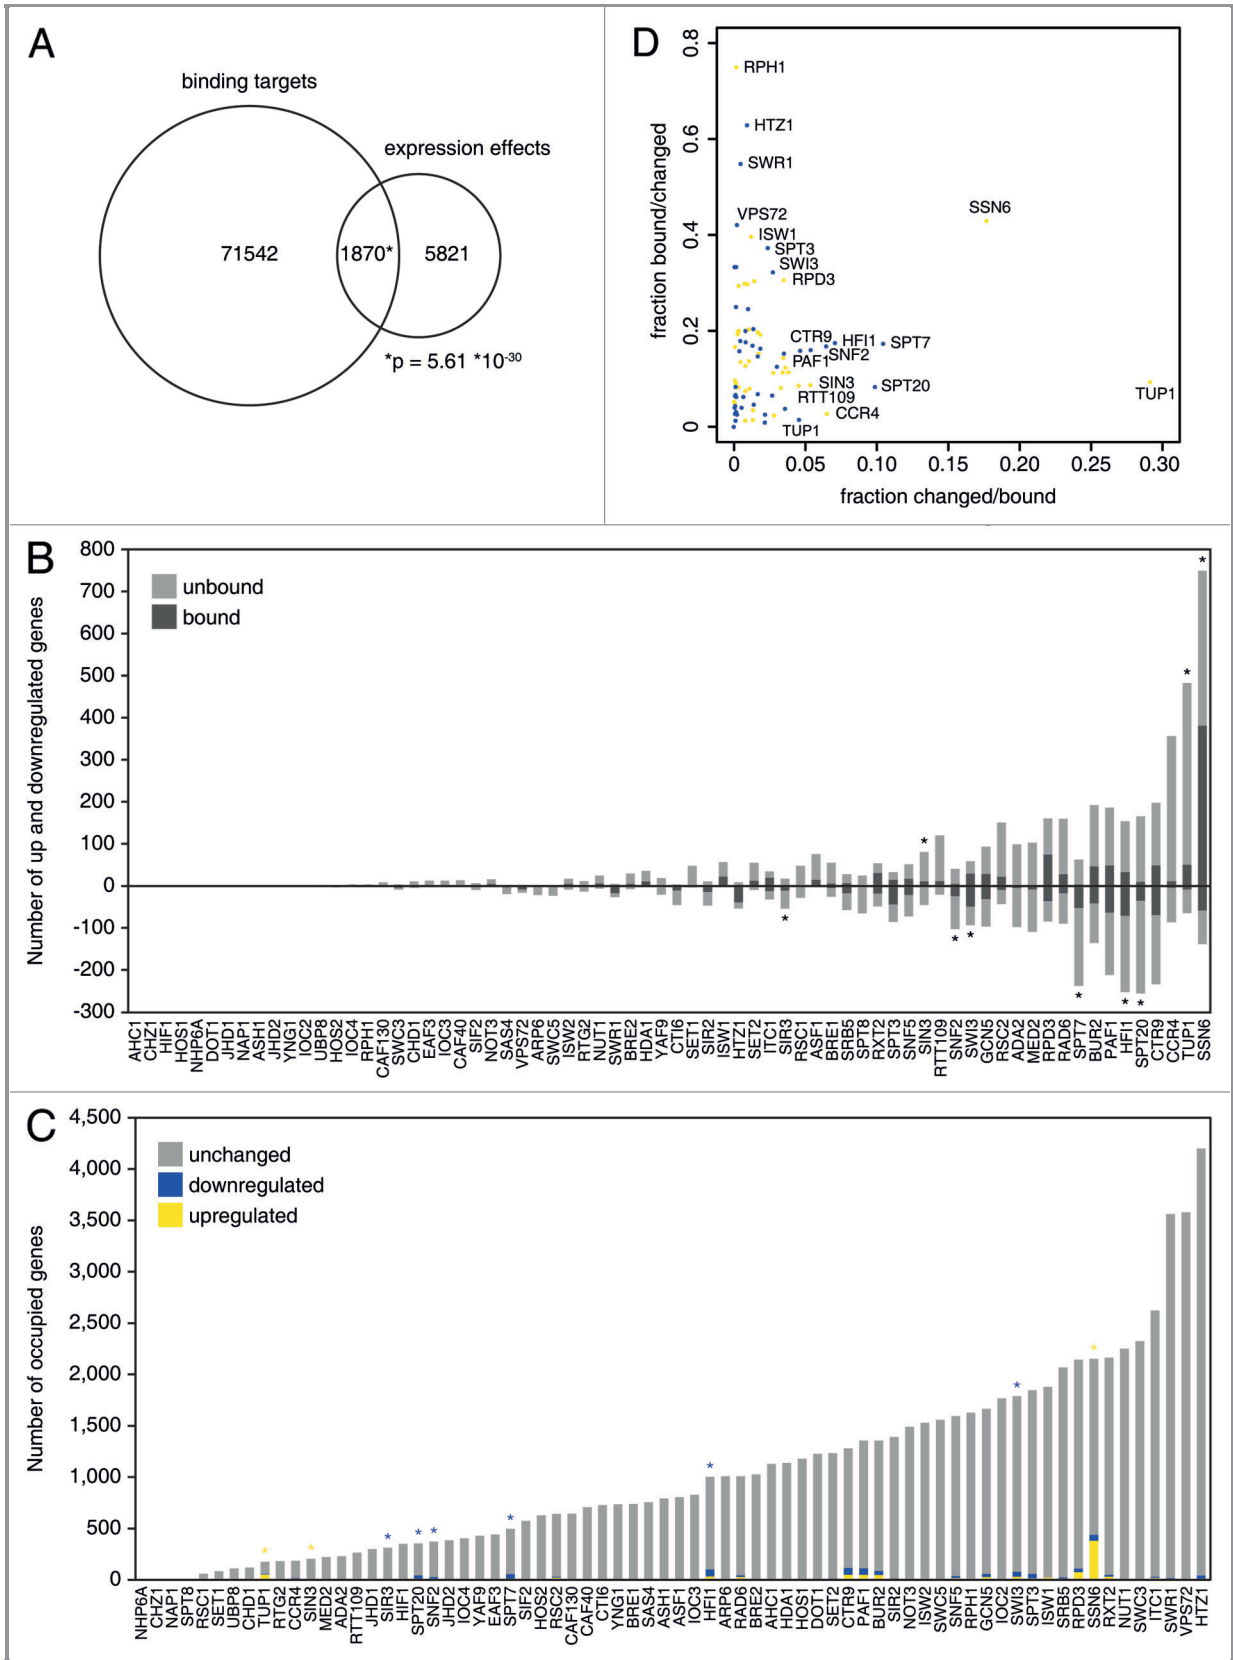 A
binding targets
expression effects
71542
1870*
5821
*p = 5.61 *10-30
D
fraction bound/changed
0.8
0.6
0.4
0.2
0
RPH1
HTZ1
SWR1
VPS72
ISW1
SPT3
SWI3
RPD3
SSN6
CTR9
HFI1
SPT7
PAF1
SNF2
SIN3
SPT20
RTT109
CCR4
TUP1
TUP1
0 0.05 0.10 0.15 0.20 0.25 0.30
fraction changed/bound
B
Number of up and downregulated genes
800
700
600
500
400
300
200
100
0
-100
-200
-300
unbound
bound
*
*
*
*
*
*
*
*
*
AHC1
CHZ1
HIF1
HOS1
NHP6A
DOT1
JHD1
NAP1
ASH1
JHD2
YNG1
IOC2
UBP8
HOS2
IOC4
RPH1
CAF130
SWC3
CHD1
EAF3
IOC3
CAF40
SIF2
NOT3
SAS4
VPS72
ARP6
SWC5
ISW2
RTG2
NUT1
SWR1
BRE2
HDA1
YAF9
CTI6
SET1
SIR2
ISW1
HTZ1
SET2
ITC1
SIR3
RSC1
ASF1
BRE1
SRB5
SPT8
RXT2
SPT3
SNF5
SIN3
RTT109
SNF2
SWI3
GCN5
RSC2
ADA2
MED2
RPD3
RAD6
SPT7
BUR2
PAF1
HFI1
SPT20
CTR9
CCR4
TUP1
SSN6
C
Number of occupied genes
4,500
4,000
3,500
3,000
2,500
2,000
1,500
1,000
500
0
unchanged
downregulated
upregulated
*
*
*
*
*
*
*
*
*
NHP6A
CHZ1
NAP1
SPT8
RSC1
SET1
UBP8
CHD1
TUP1
RTG2
CCR4
SIN3
MED2
ADA2
RTT109
JHD1
SIR3
HIF1
SPT20
SNF2
JHD2
IOC4
YAF9
EAF3
SPT7
SIF2
HOS2
RSC2
CAF130
CAF40
CTI6
YNG1
BRE1
SAS4
ASH1
ASF1
IOC3
HFI1
ARP6
RAD6
BRE2
AHC1
HDA1
HOS1
DOT1
SET2
CTR9
PAF1
BUR2
SIR2
NOT3
ISW2
SWC5
SNF5
RPH1
GCN5
IOC2
SWI3
SPT3
ISW1
SRB5
RPD3
SSN6
RXT2
NUT1
SWC3
ITC1
SWR1
VPS72
HTZ1